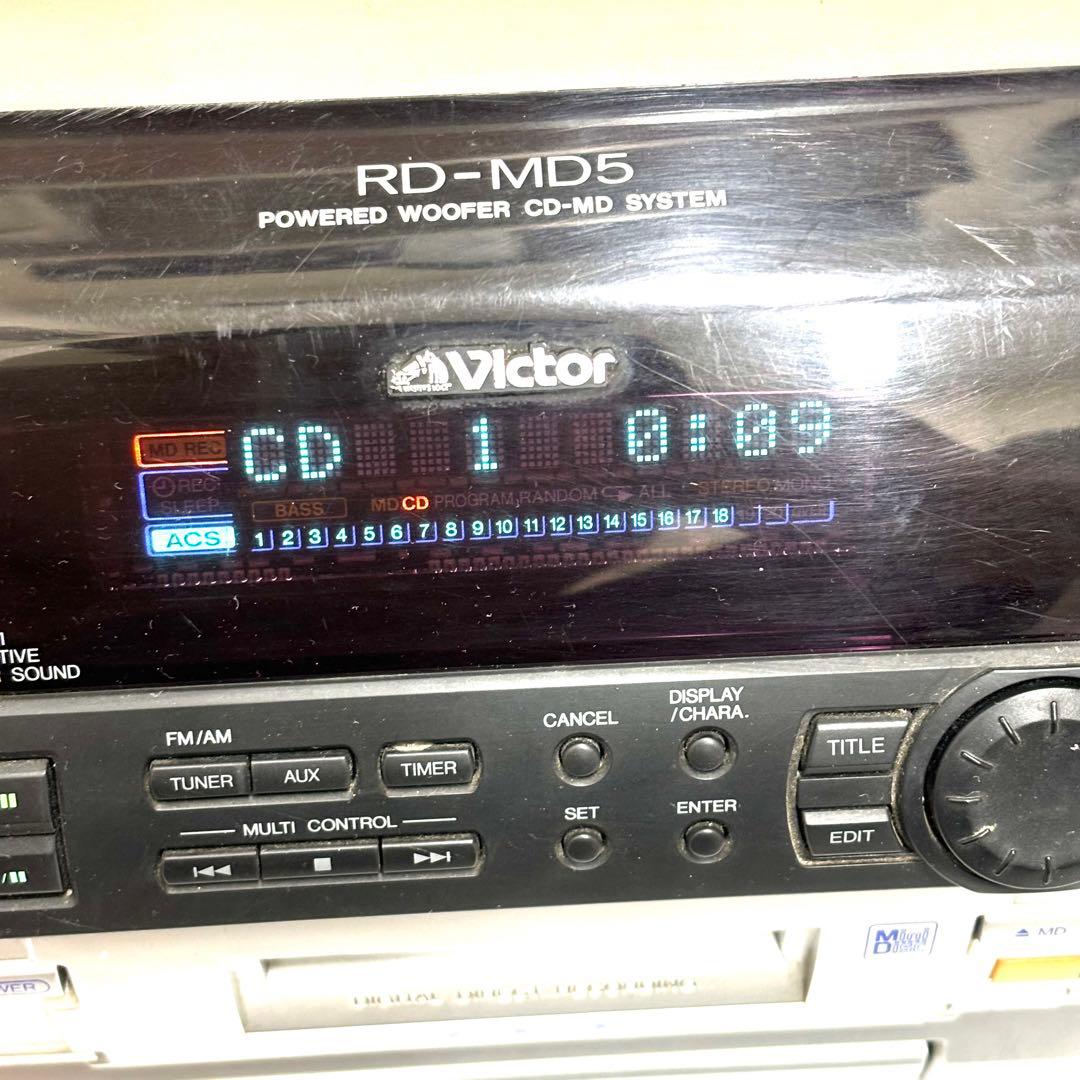 RD-MD5
POWERED WOOFER CD-MD SYSTEM
Victor
MD REC
CD 1 0:09
REC
SLEEP
BASS MD CD PROGRAM RANDOM ALL STEREO MONO
ACS 1 2 3 4 5 6 7 8 9 10 11 12 13 14 15 16 17 18
TIVE
SOUND
FM/AM
TUNER AUX TIMER
CANCEL
DISPLAY
/CHARA.
TITLE
MULTI CONTROL
SET
ENTER
EDIT
MD